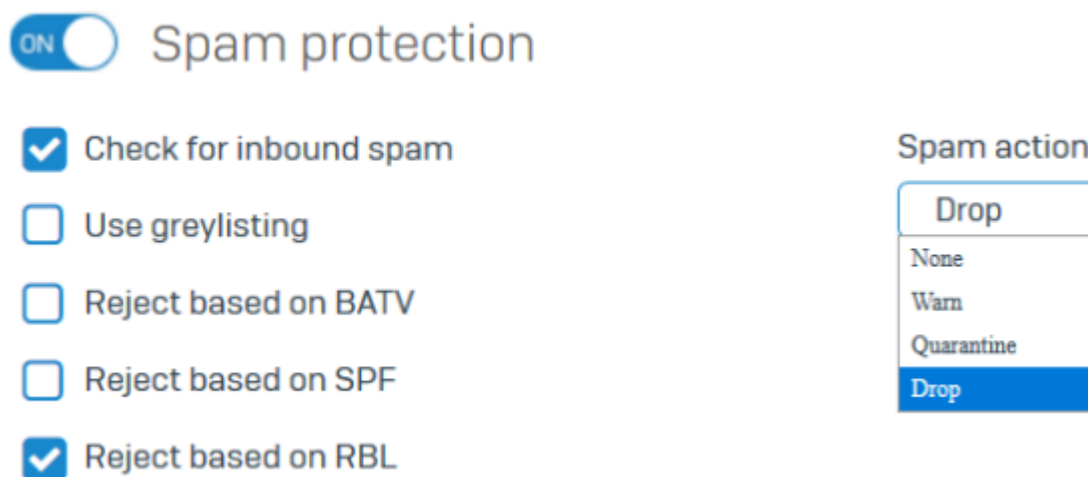 ON Spam protection
Check for inbound spam
Use greylisting
Reject based on BATV
Reject based on SPF
Reject based on RBL
Spam action
Drop
None
Warn
Quarantine
Drop